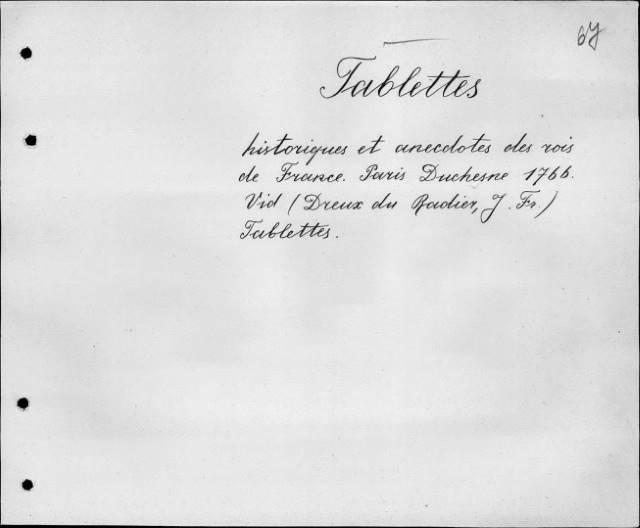 67
Tablettes
historiques et anecdotes des rois
de France. Paris Duchesne 1766.
Vid (Dreux du Radier, J. Fr.)
Tablettes.